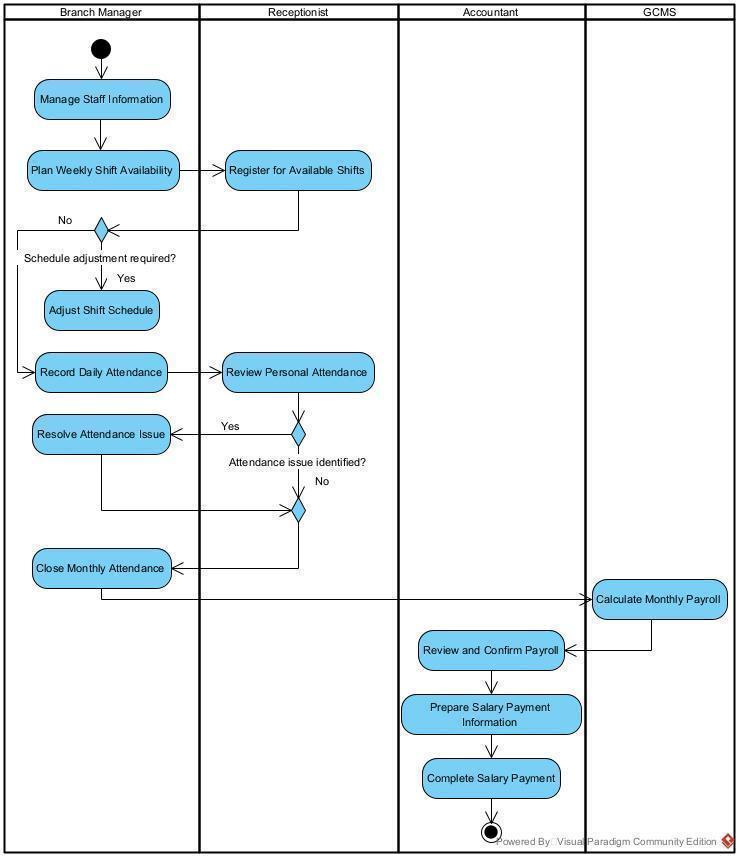 Branch Manager
Receptionist
Accountant
GCMS
Manage Staff Information
Plan Weekly Shift Availability
Register for Available Shifts
No
Schedule adjustment required?
Yes
Adjust Shift Schedule
Record Daily Attendance
Review Personal Attendance
Resolve Attendance Issue
Yes
Attendance issue identified?
No
Close Monthly Attendance
Calculate Monthly Payroll
Review and Confirm Payroll
Prepare Salary Payment
Information
Complete Salary Payment
Powered By Visual Paradigm Community Edition